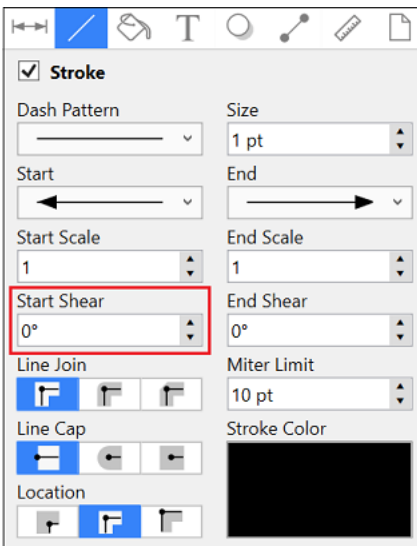 T
Stroke
Dash Pattern Size
1 pt
Start End
Start Scale End Scale
1 1
Start Shear End Shear
0° 0°
Line Join Miter Limit
10 pt
Line Cap Stroke Color
Location